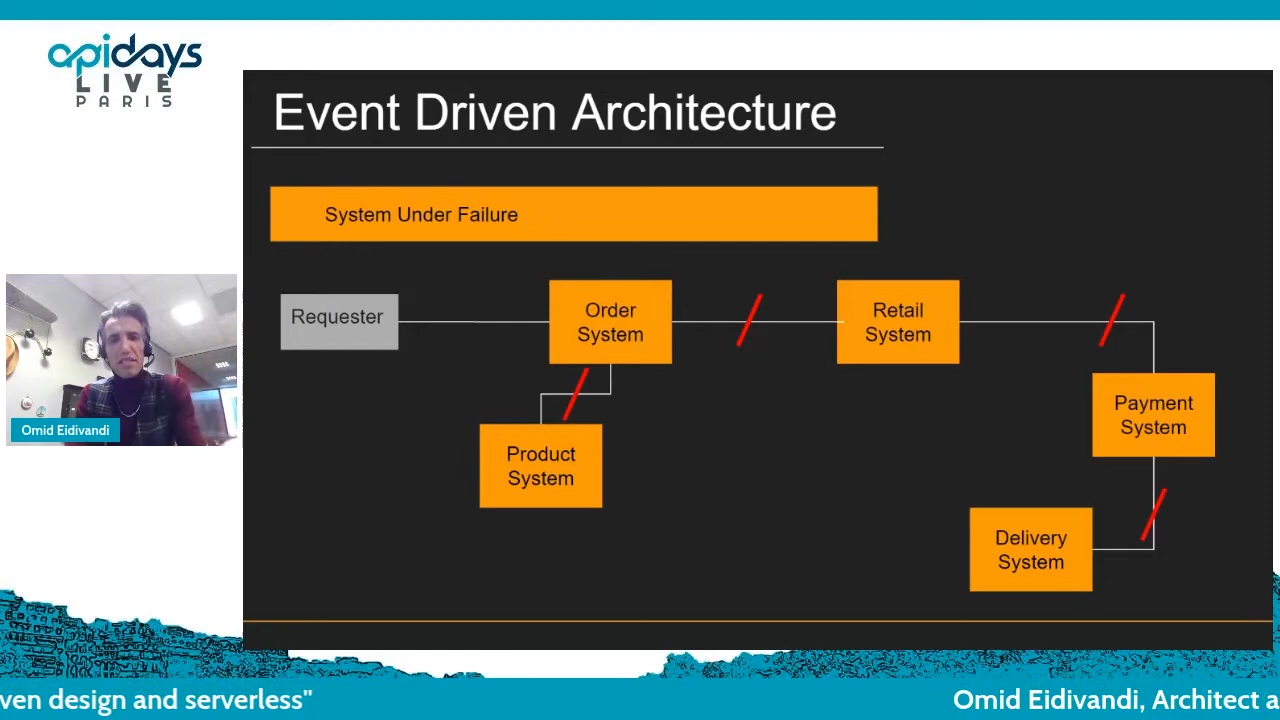 apidays
LIVE
PARIS
Event Driven Architecture
System Under Failure
Requester
Order
System
Retail
System
Payment
System
Product
System
Delivery
System
Omid Eidivandi
ven design and serverless"
Omid Eidivandi, Architect a